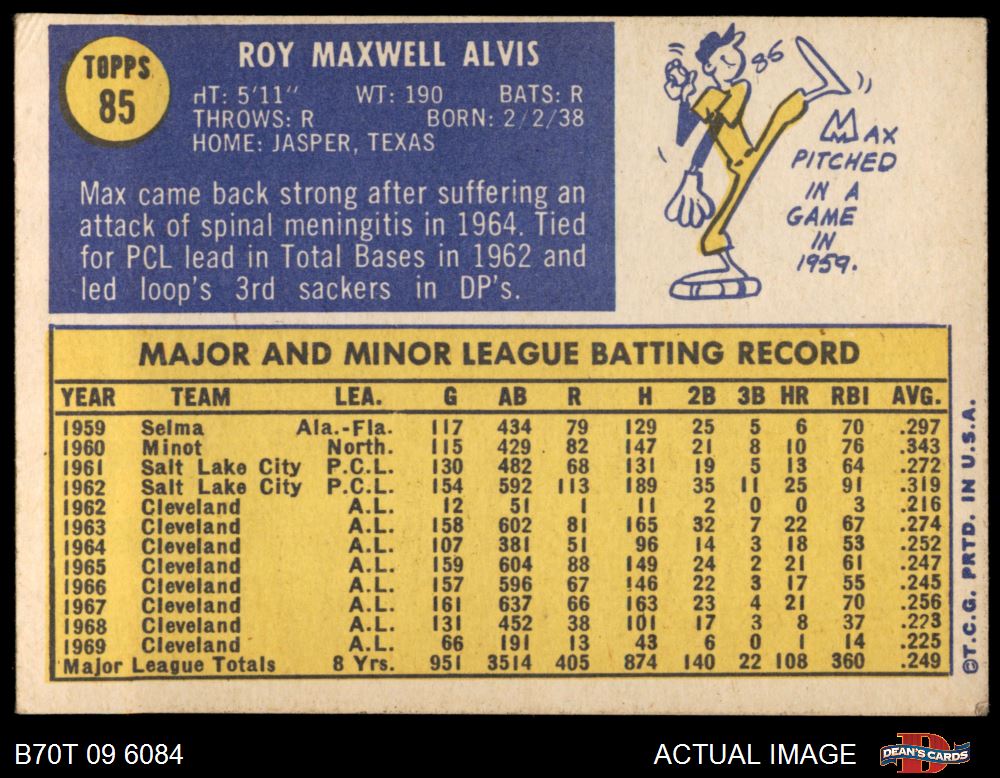 TOPPS
85
ROY MAXWELL ALVIS
HT: 5'11" WT: 190 BATS: R
THROWS: R BORN: 2/2/38
HOME: JASPER, TEXAS
Max came back strong after suffering an
attack of spinal meningitis in 1964. Tied
for PCL lead in Total Bases in 1962 and
led loop's 3rd sackers in DP's.
86
MAX
PITCHED
IN A
GAME
IN
1959.
MAJOR AND MINOR LEAGUE BATTING RECORD
YEAR TEAM LEA. G AB R H 2B 3B HR RBI AVG.
1959 Selma Ala.-Fla. 117 434 79 129 25 5 6 70 .297
1960 Minot North. 115 429 82 147 21 8 10 76 .343
1961 Salt Lake City P.C.L. 130 482 68 131 19 5 13 64 .272
1962 Salt Lake City P.C.L. 154 592 113 189 35 11 25 91 .319
1962 Cleveland A.L. 12 51 1 11 2 0 0 3 .216
1963 Cleveland A.L. 158 602 81 165 32 7 22 67 .274
1964 Cleveland A.L. 107 381 51 96 14 3 18 53 .252
1965 Cleveland A.L. 159 604 88 149 24 2 21 61 .247
1966 Cleveland A.L. 157 596 67 146 22 3 17 55 .245
1967 Cleveland A.L. 161 637 66 163 23 4 21 70 .256
1968 Cleveland A.L. 131 452 38 101 17 3 8 37 .223
1969 Cleveland A.L. 66 191 13 43 6 0 1 14 .225
Major League Totals 8 Yrs. 951 3514 405 874 140 22 108 360 .249
©T.C.G. PRTD. IN U.S.A.
B70T 09 6084
ACTUAL IMAGE
DEAN'S CARDS